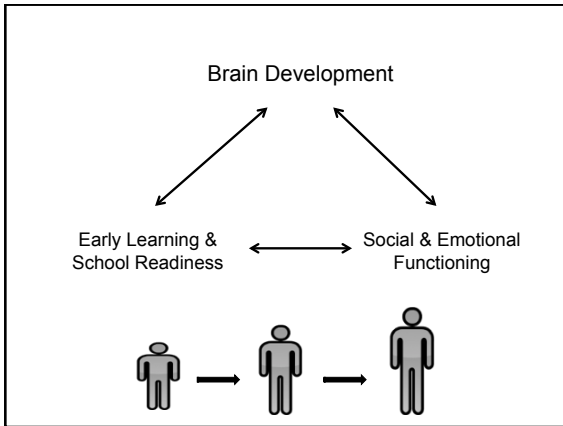 Brain Development
Early Learning &
School Readiness
Social & Emotional
Functioning